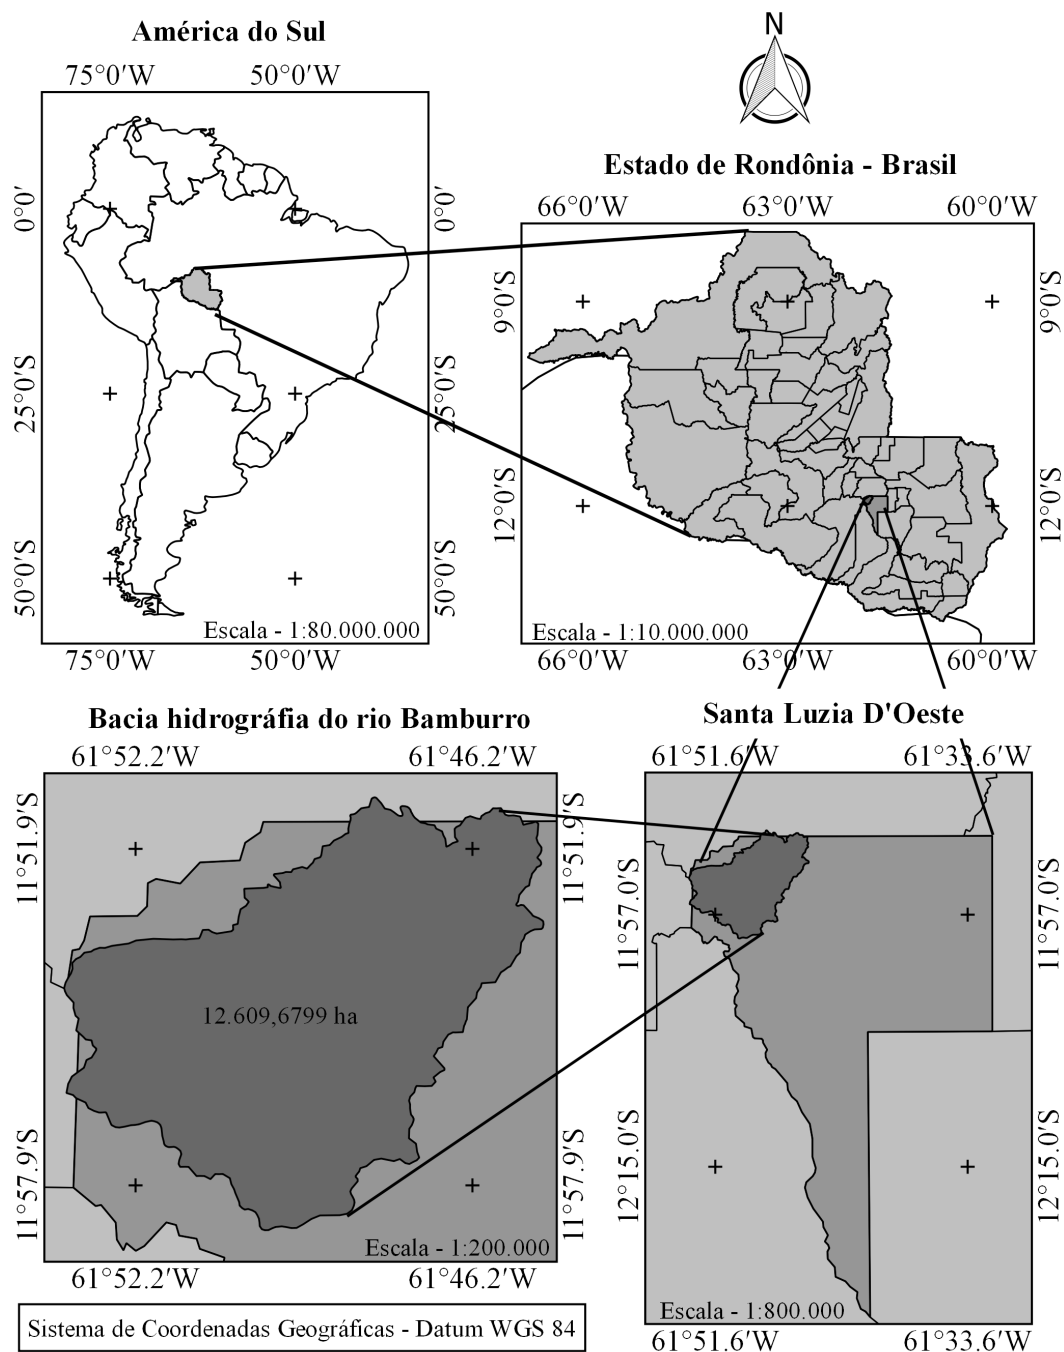 América do Sul
75°0'W 50°0'W
0°0'
0°0'
25°0'S
25°0'S
50°0'S
50°0'S
Escala - 1:80.000.000
75°0'W 50°0'W
N
Estado de Rondônia - Brasil
66°0'W 63°0'W 60°0'W
9°0'S
9°0'S
12°0'S
12°0'S
Escala - 1:10.000.000
66°0'W 63°0'W 60°0'W
Bacia hidrográfia do rio Bamburro
61°52.2'W 61°46.2'W
11°51.9'S
11°51.9'S
12.609,6799 ha
11°57.9'S
11°57.9'S
Escala - 1:200.000
61°52.2'W 61°46.2'W
Santa Luzia D'Oeste
61°51.6'W 61°33.6'W
11°57.0'S
11°57.0'S
12°15.0'S
12°15.0'S
Escala - 1:800.000
61°51.6'W 61°33.6'W
Sistema de Coordenadas Geográficas - Datum WGS 84